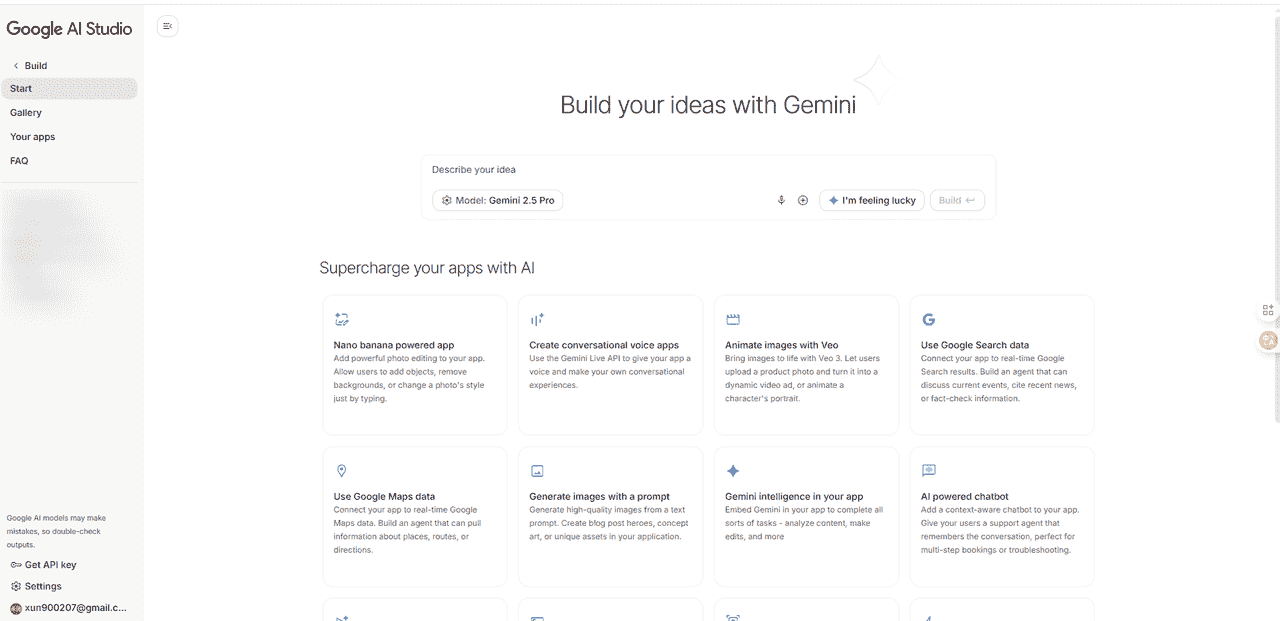 Google AI Studio
Build
Start
Gallery
Your apps
FAQ
Google AI models may make
mistakes, so double-check
outputs.
Get API key
Settings
xun900207@gmail.c...
Build your ideas with Gemini
Describe your idea
Model: Gemini 2.5 Pro
I'm feeling lucky
Build
Supercharge your apps with AI
Nano banana powered app
Add powerful photo editing to your app.
Allow users to add objects, remove
backgrounds, or change a photo's style
just by typing.
Create conversational voice apps
Use the Gemini Live API to give your app a
voice and make your own conversational
experiences.
Animate images with Veo
Bring images to life with Veo 3. Let users
upload a product photo and turn it into a
dynamic video ad, or animate a
character's portrait.
Use Google Search data
Connect your app to real-time Google
Search results. Build an agent that can
discuss current events, cite recent news,
or fact-check information.
Use Google Maps data
Connect your app to real-time Google
Maps data. Build an agent that can pull
information about places, routes, or
directions.
Generate images with a prompt
Generate high-quality images from a text
prompt. Create blog post heroes, concept
art, or unique assets in your application.
Gemini intelligence in your app
Embed Gemini in your app to complete all
sorts of tasks - analyze content, make
edits, and more
AI powered chatbot
Add a context-aware chatbot to your app.
Give your users a support agent that
remembers the conversation, perfect for
multi-step bookings or troubleshooting.